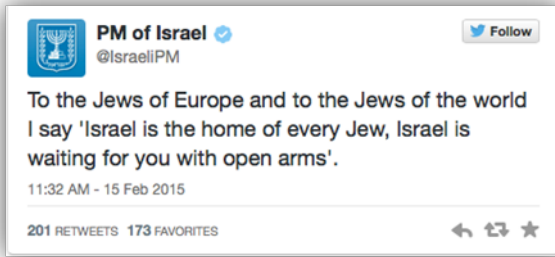 PM of Israel
Follow
@IsraeliPM
To the Jews of Europe and to the Jews of the world
I say 'Israel is the home of every Jew, Israel is
waiting for you with open arms'.
11:32 AM - 15 Feb 2015
201 RETWEETS 173 FAVORITES